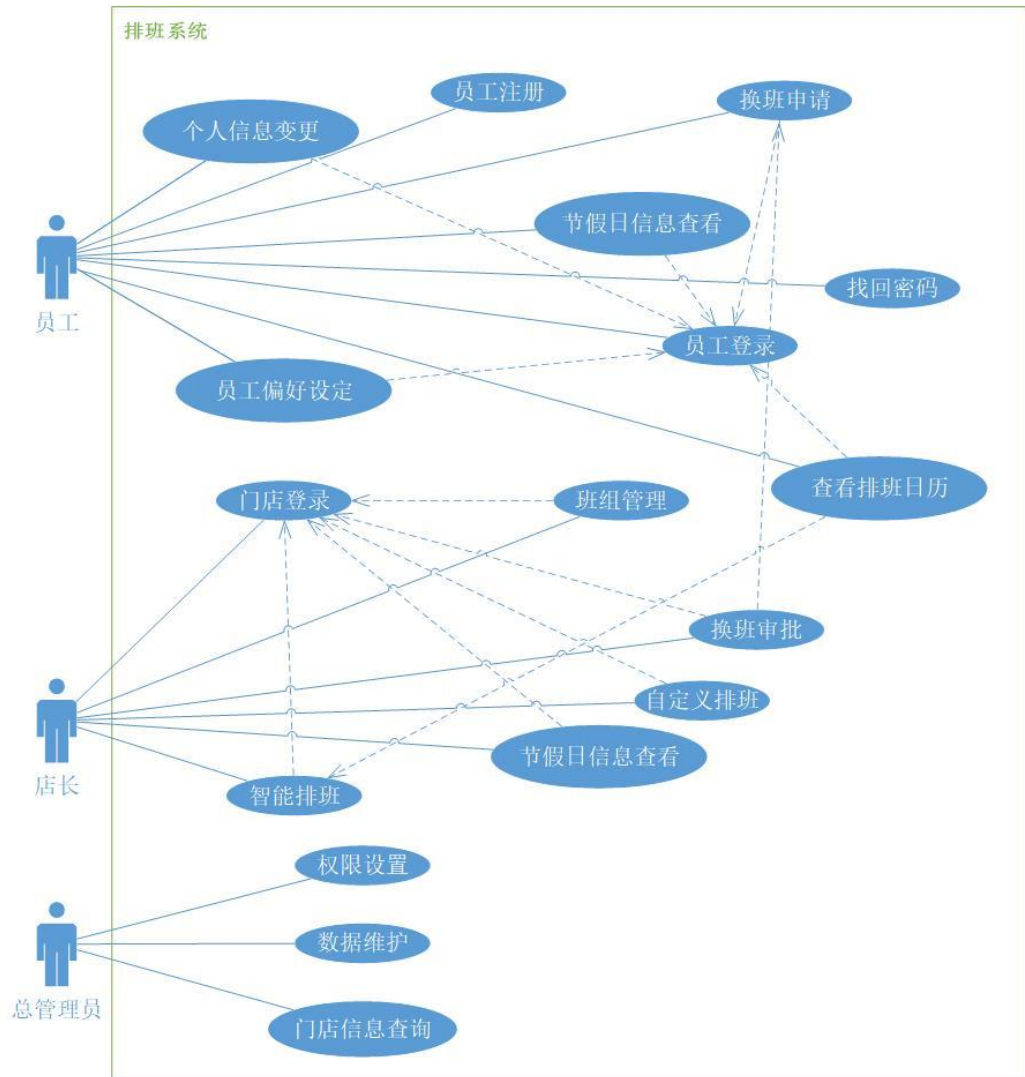 排班系统
员工注册
换班申请
个人信息变更
节假日信息查看
找回密码
员工
员工登录
员工偏好设定
门店登录
班组管理
查看排班日历
换班审批
自定义排班
节假日信息查看
店长
智能排班
权限设置
数据维护
总管理员
门店信息查询